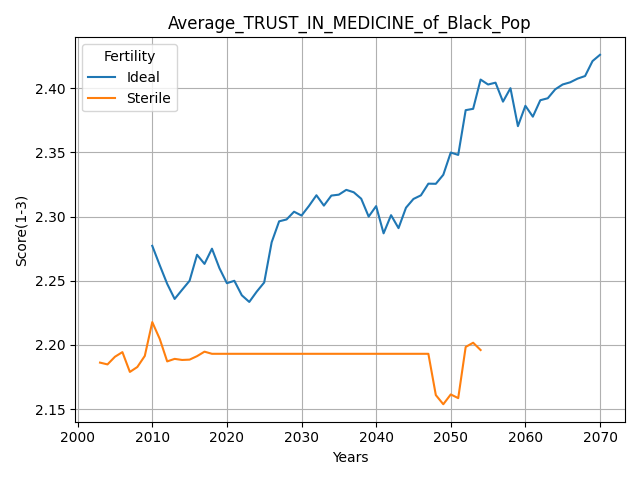 Average_TRUST_IN_MEDICINE_of_Black_Pop
Fertility
Ideal
Sterile
Score(1-3)
2.40
2.35
2.30
2.25
2.20
2.15
2000 2010 2020 2030 2040 2050 2060 2070
Years